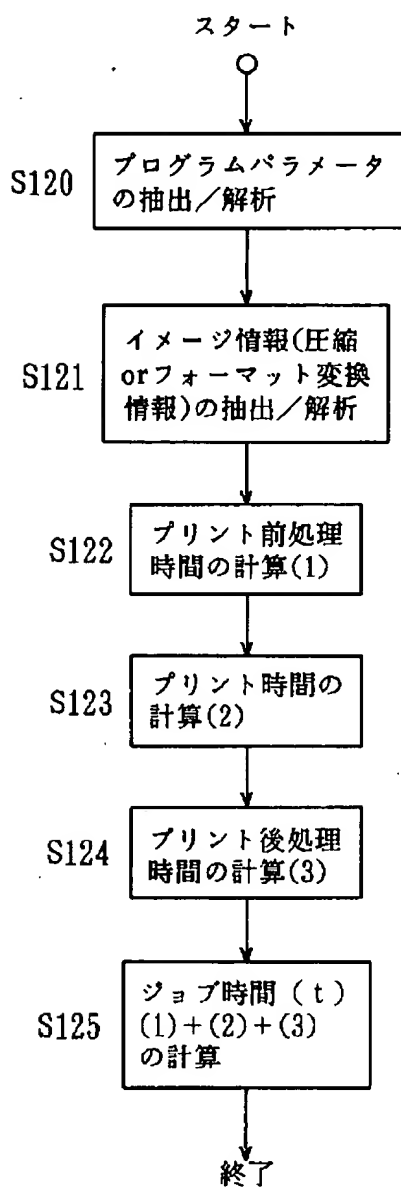 スタート
S120
プログラムパラメータ
の抽出/解析
S121
イメージ情報(圧縮
orフォーマット変換
情報)の抽出/解析
S122
プリント前処理
時間の計算(1)
S123
プリント時間の
計算(2)
S124
プリント後処理
時間の計算(3)
S125
ジョブ時間(t)
(1)+(2)+(3)
の計算
終了